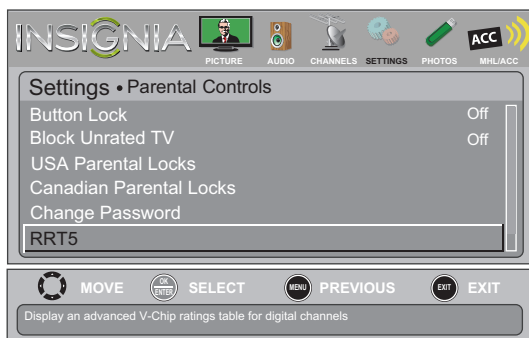 INSIGNIA
PICTURE AUDIO CHANNELS SETTINGS PHOTOS MHL/ACC
ACC
Settings • Parental Controls
Button Lock Off
Block Unrated TV Off
USA Parental Locks
Canadian Parental Locks
Change Password
RRT5
MOVE OK ENTER SELECT MENU PREVIOUS EXIT EXIT
Display an advanced V-Chip ratings table for digital channels